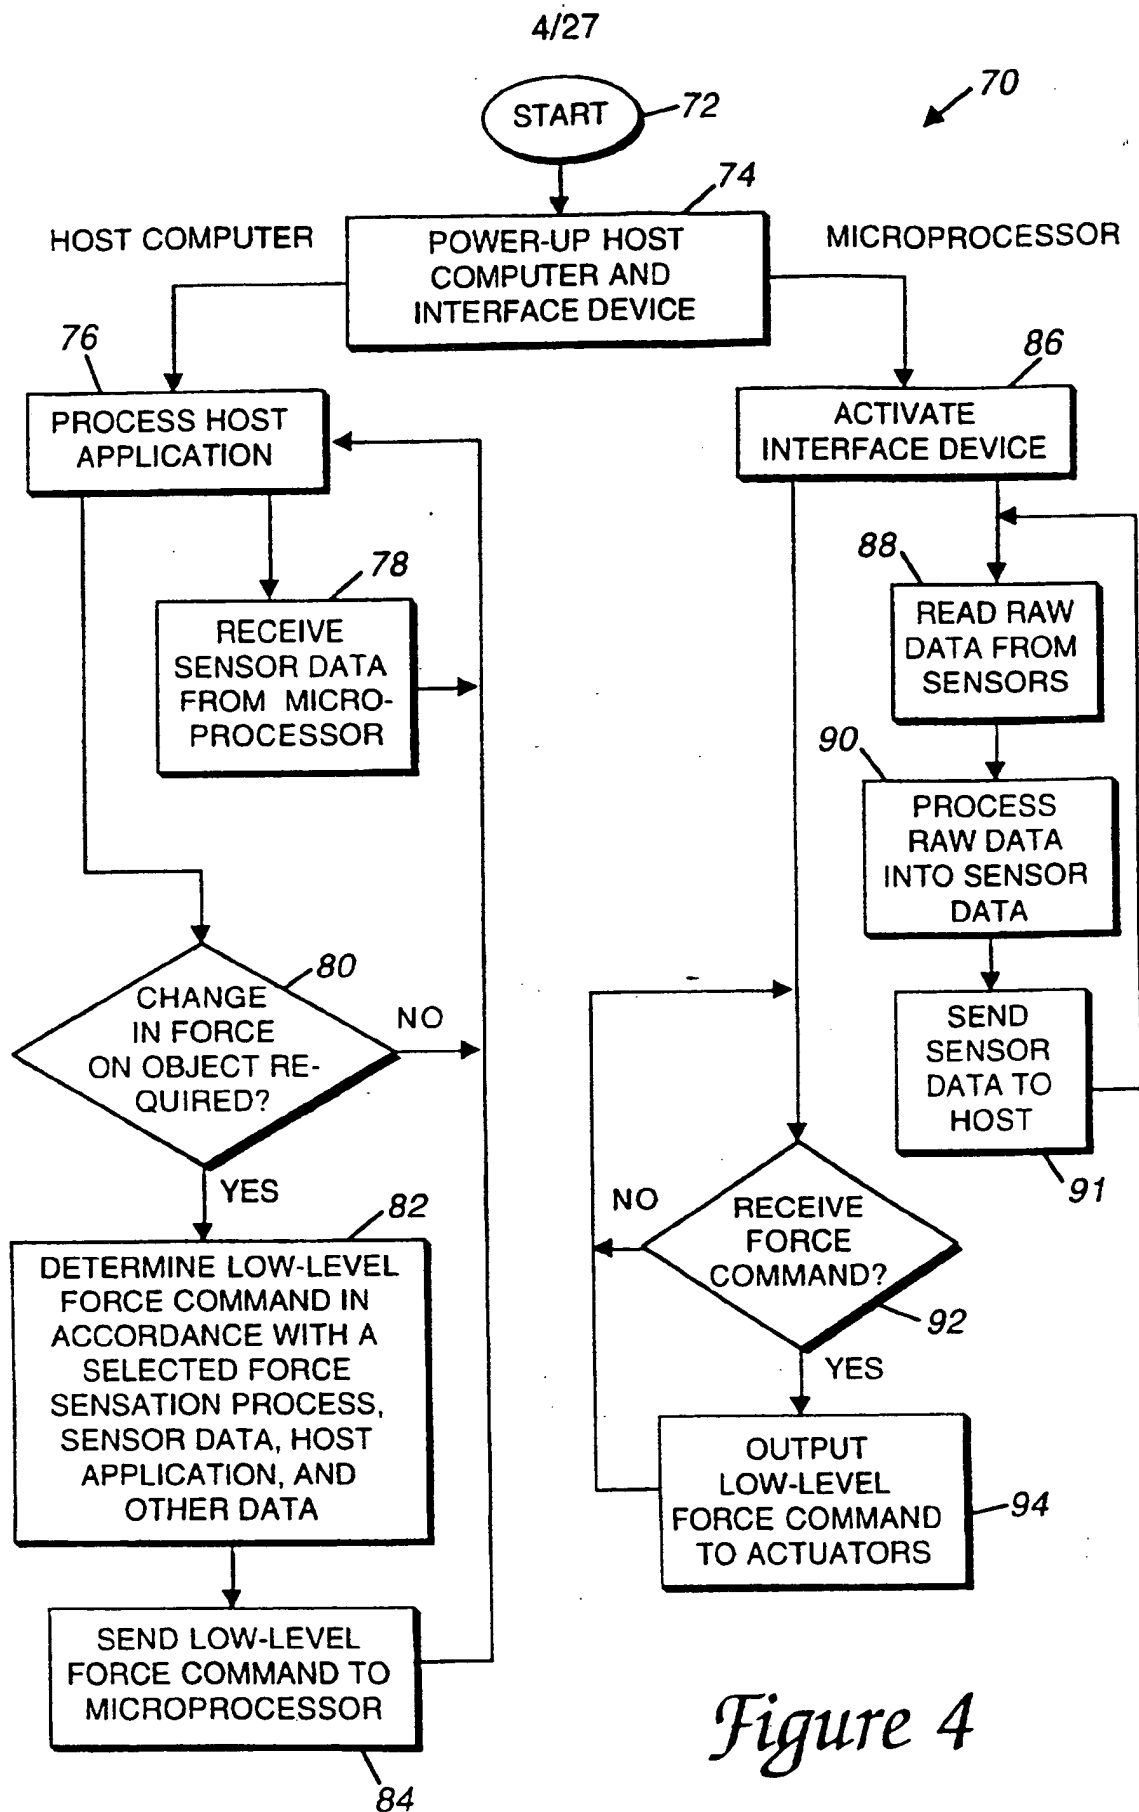 4/27
START
72
70
74
HOST COMPUTER
POWER-UP HOST
COMPUTER AND
INTERFACE DEVICE
MICROPROCESSOR
76
PROCESS HOST
APPLICATION
86
ACTIVATE
INTERFACE DEVICE
78
RECEIVE
SENSOR DATA
FROM MICRO-
PROCESSOR
88
READ RAW
DATA FROM
SENSORS
90
PROCESS
RAW DATA
INTO SENSOR
DATA
80
CHANGE
IN FORCE
ON OBJECT RE-
QUIRED?
NO
YES
SEND
SENSOR
DATA TO
HOST
91
82
DETERMINE LOW-LEVEL
FORCE COMMAND IN
ACCORDANCE WITH A
SELECTED FORCE
SENSATION PROCESS,
SENSOR DATA, HOST
APPLICATION, AND
OTHER DATA
NO
RECEIVE
FORCE
COMMAND?
92
YES
OUTPUT
LOW-LEVEL
FORCE COMMAND
TO ACTUATORS
94
SEND LOW-LEVEL
FORCE COMMAND TO
MICROPROCESSOR
84
Figure 4